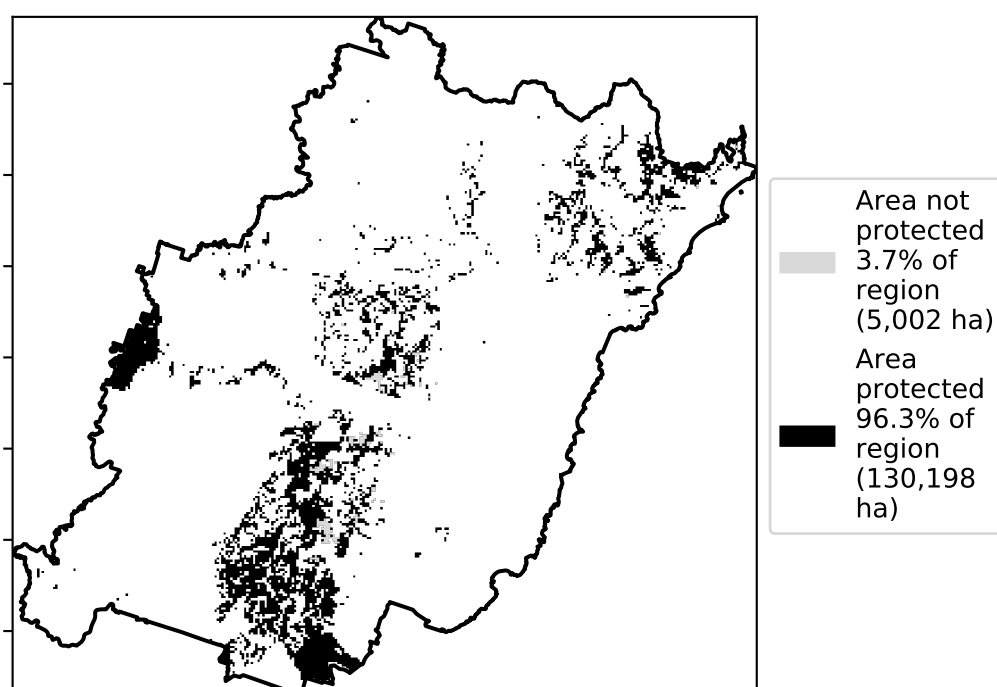 Area not
protected
3.7% of
region
(5,002 ha)
Area
protected
96.3% of
region
(130,198
ha)